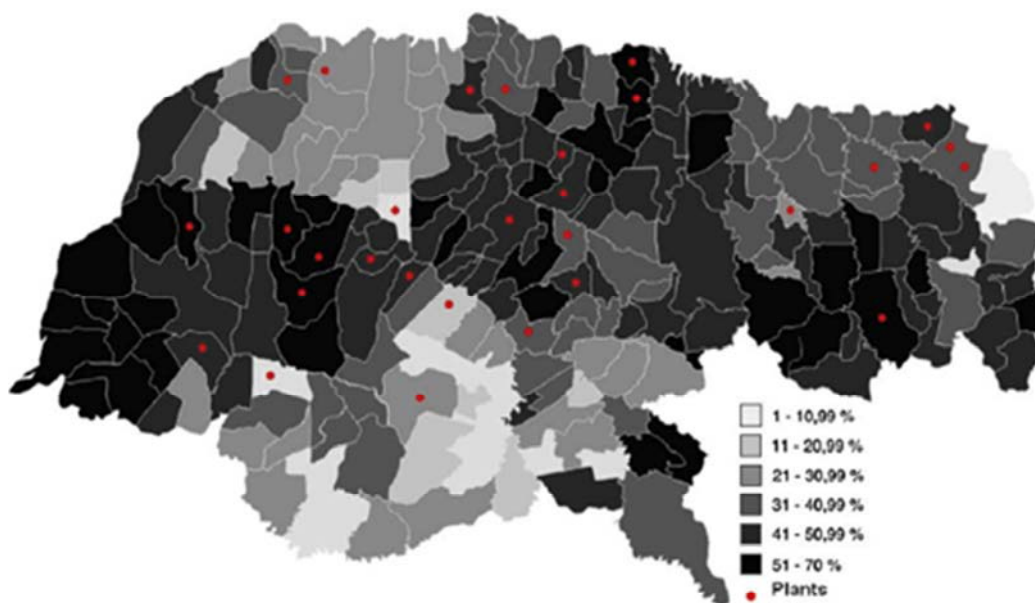 1 - 10,99 %
11 - 20,99 %
21 - 30,99 %
31 - 40,99 %
41 - 50,99 %
51 - 70 %
Plants